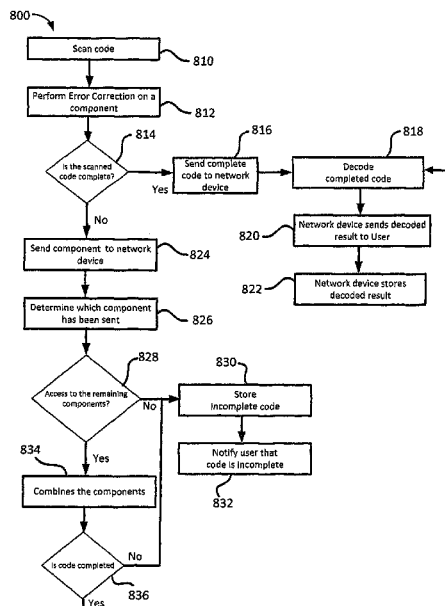 800
Scan code
810
Perform Error Correction on a
component
812
814
Is the scanned
code complete?
Yes
No
816
Send complete
code to network
device
818
Decode
completed code
820
Network device sends decoded
result to User
822
Network device stores
decoded result
Send component to network
device
824
Determine which component
has been sent
826
828
Access to the remaining
components?
No
Yes
830
Store
Incomplete code
Notify user that
code is incomplete
832
834
Combines the components
Is code completed
No
836
Yes